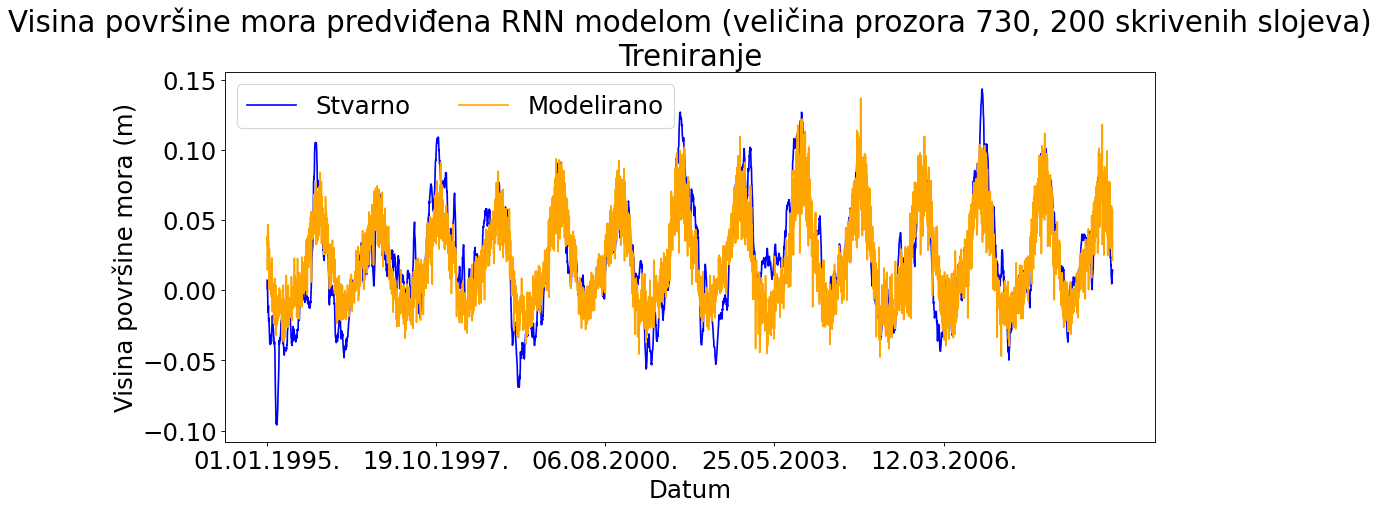 Visina površine mora predviđena RNN modelom (veličina prozora 730, 200 skrivenih slojeva)
Treniranje
Stvarno Modelirano
Visina površine mora (m)
0.15
0.10
0.05
0.00
−0.05
−0.10
01.01.1995. 19.10.1997. 06.08.2000. 25.05.2003. 12.03.2006.
Datum